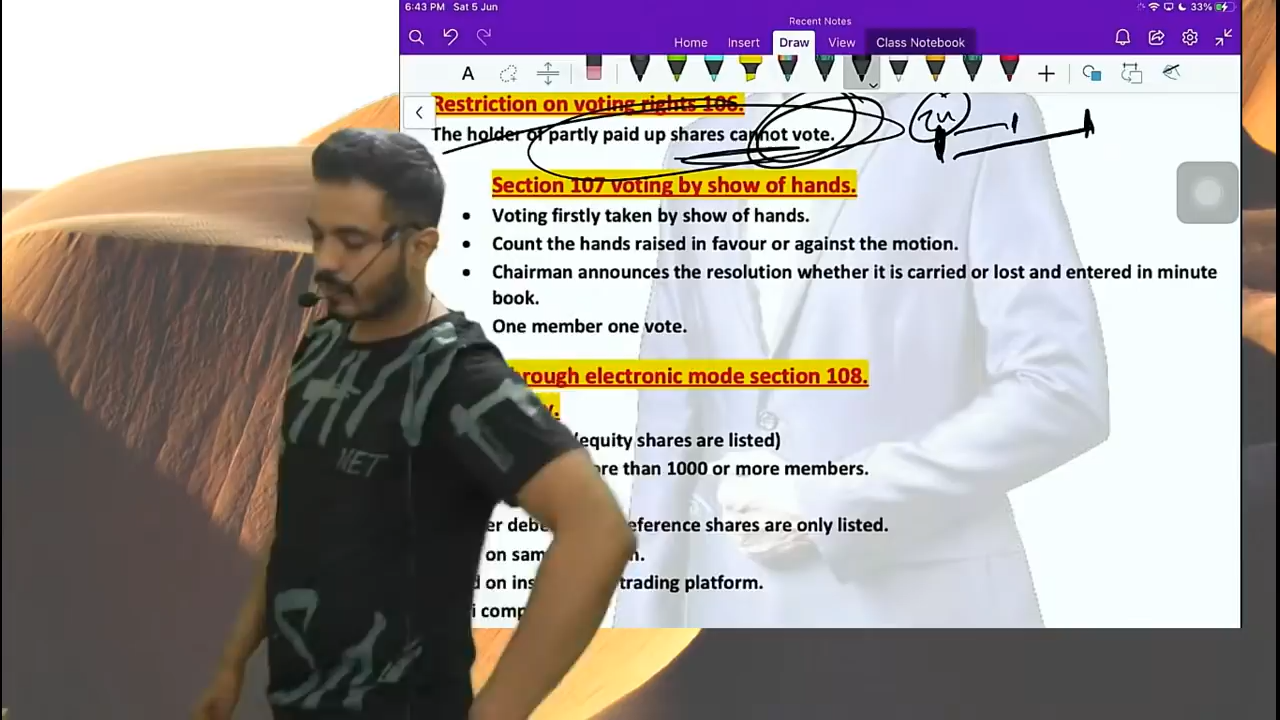 6:43 PM Sat 5 Jun 33%
Recent Notes
Home Insert Draw View Class Notebook
A
Restriction on voting rights 106.
The holder of partly paid up shares cannot vote.
Section 107 voting by show of hands.
• Voting firstly taken by show of hands.
• Count the hands raised in favour or against the motion.
• Chairman announces the resolution whether it is carried or lost and entered in minute
book.
One member one vote.
through electronic mode section 108.
(equity shares are listed)
than 1000 or more members.
shares are only listed.
on
on trading platform.
NET